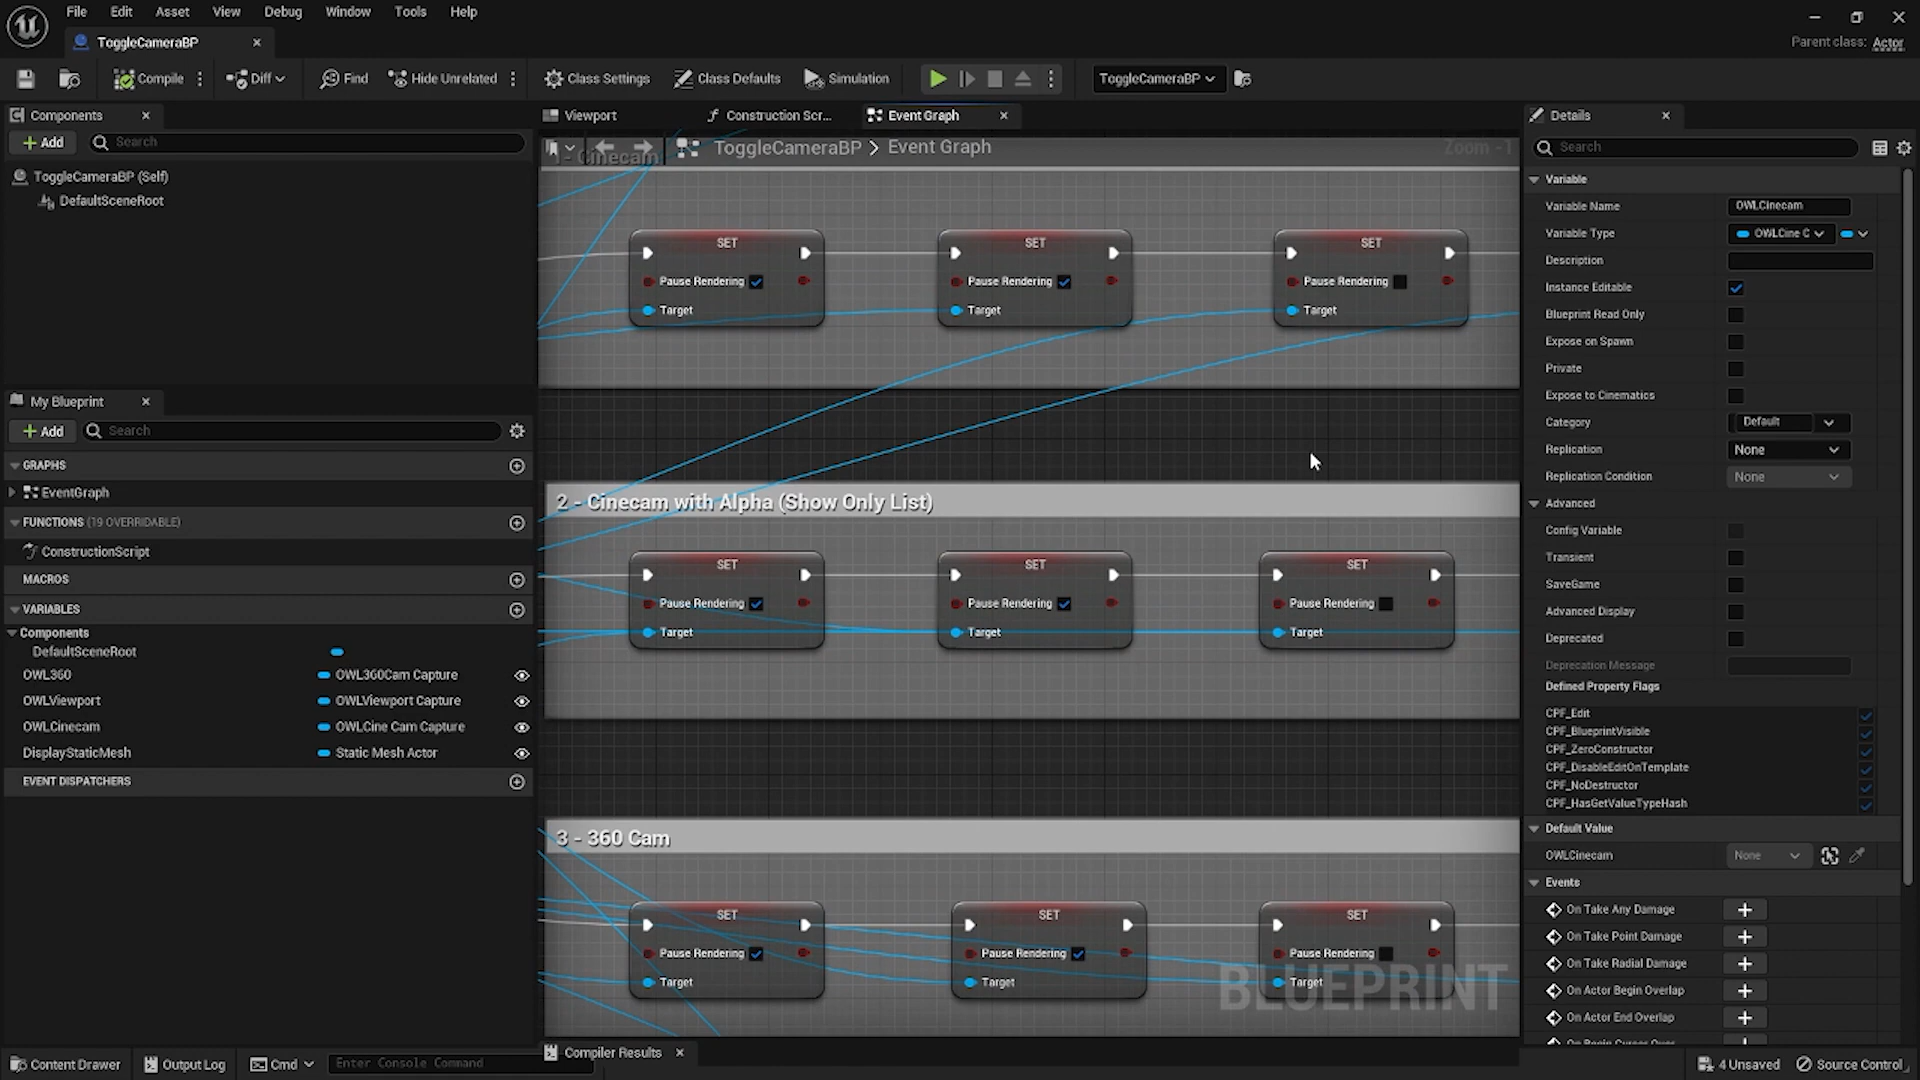 File Edit Asset View Debug Window Tools Help
ToggleCameraBP
Parent class: Actor
Compile Diff Find Hide Unrelated Class Settings Class Defaults Simulation ToggleCameraBP
Components
Add Search
ToggleCameraBP (Self)
DefaultSceneRoot
My Blueprint
Add Search
GRAPHS
EventGraph
FUNCTIONS (19 OVERRIDABLE)
ConstructionScript
MACROS
VARIABLES
Components
DefaultSceneRoot
OWL360 OWL360Cam Capture
OWLViewport OWLViewport Capture
OWLCinecam OWLCine Cam Capture
DisplayStaticMesh Static Mesh Actor
EVENT DISPATCHERS
Viewport Construction Scr... Event Graph
1 - Cinecam
ToggleCameraBP > Event Graph Zoom -1
SET SET SET
Pause Rendering Pause Rendering Pause Rendering
Target Target Target
2 - Cinecam with Alpha (Show Only List)
SET SET SET
Pause Rendering Pause Rendering Pause Rendering
Target Target Target
3 - 360 Cam
SET SET SET
Pause Rendering Pause Rendering Pause Rendering
Target Target Target
BLUEPRINT
Compiler Results
Details
Search
Variable
Variable Name OWLCinecam
Variable Type OWLCine C
Description
Instance Editable
Blueprint Read Only
Expose on Spawn
Private
Expose to Cinematics
Category Default
Replication None
Replication Condition None
Advanced
Config Variable
Transient
SaveGame
Advanced Display
Deprecated
Deprecation Message
Defined Property Flags
CPF_Edit
CPF_BlueprintVisible
CPF_ZeroConstructor
CPF_DisableEditOnTemplate
CPF_NoDestructor
CPF_HasGetValueTypeHash
Default Value
OWLCinecam None
Events
On Take Any Damage
On Take Point Damage
On Take Radial Damage
On Actor Begin Overlap
On Actor End Overlap
On Begin Cursor Over
Content Drawer Output Log Cmd Enter Console Command
4 Unsaved Source Control